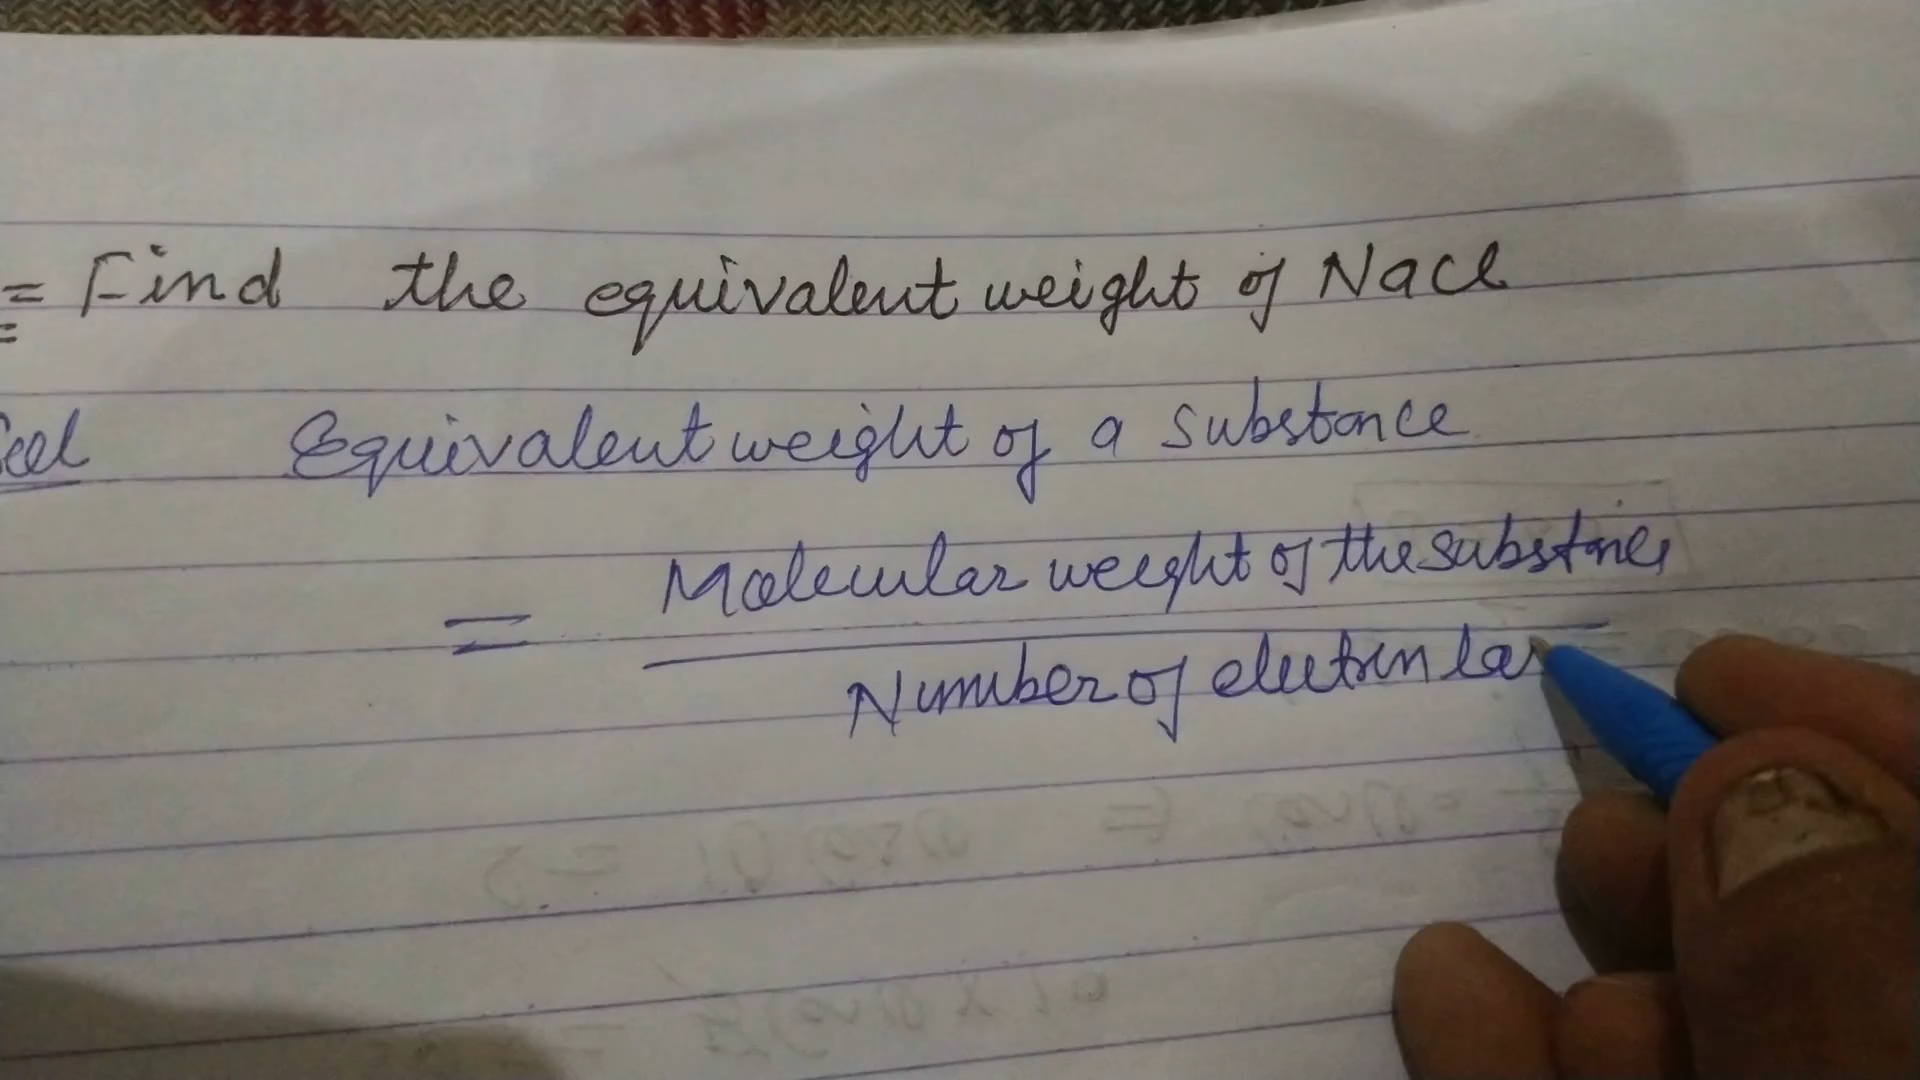 = Find the equivalent weight of Nacl
Sol Equivalent weight of a substance
= Molecular weight of the substance
Number of electron